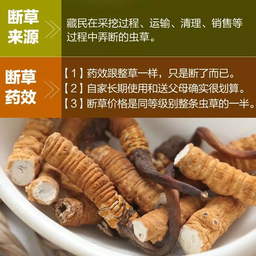 断草
来源
藏民在采挖过程、运输、清理、销售等
过程中弄断的虫草。
断草
药效
【1】药效跟整草一样，只是断了而已。
【2】自家长期使用和送父母确实很划算。
【3】断草价格是同等级别整条虫草的一半。